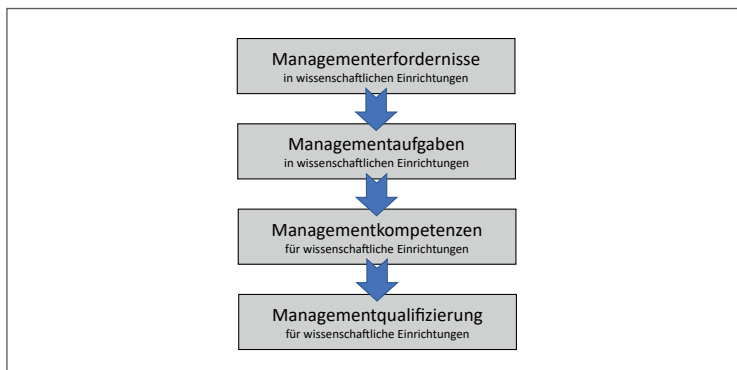 Managementerfordernisse
in wissenschaftlichen Einrichtungen
Managementaufgaben
in wissenschaftlichen Einrichtungen
Managementkompetenzen
für wissenschaftliche Einrichtungen
Managementqualifizierung
für wissenschaftliche Einrichtungen